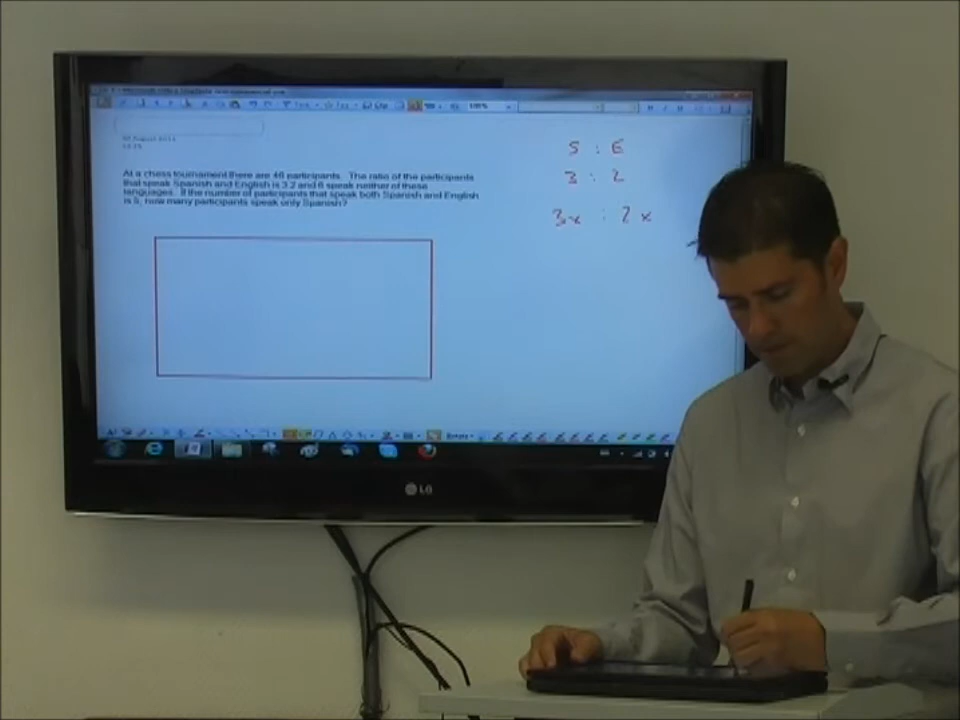 At a chess tournament there are 46 participants. The ratio of the participants
that speak Spanish and English is 3:2 and 6 speak neither of these
languages. If the number of participants that speak both Spanish and English
is 5, how many participants speak only Spanish?
S : E
3 : 2
3x : 2x
LG